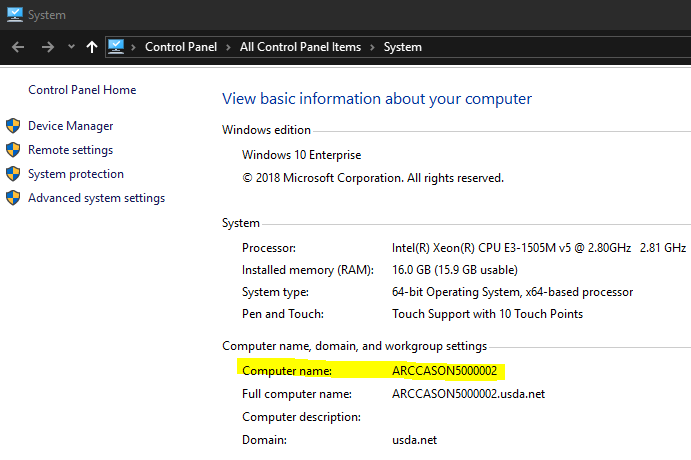 System
Control Panel > All Control Panel Items > System
Control Panel Home
Device Manager
Remote settings
System protection
Advanced system settings
View basic information about your computer
Windows edition
Windows 10 Enterprise
© 2018 Microsoft Corporation. All rights reserved.
System
Processor: Intel(R) Xeon(R) CPU E3-1505M v5 @ 2.80GHz 2.81 GHz
Installed memory (RAM): 16.0 GB (15.9 GB usable)
System type: 64-bit Operating System, x64-based processor
Pen and Touch: Touch Support with 10 Touch Points
Computer name, domain, and workgroup settings
Computer name: ARCCASON5000002
Full computer name: ARCCASON5000002.usda.net
Computer description:
Domain: usda.net